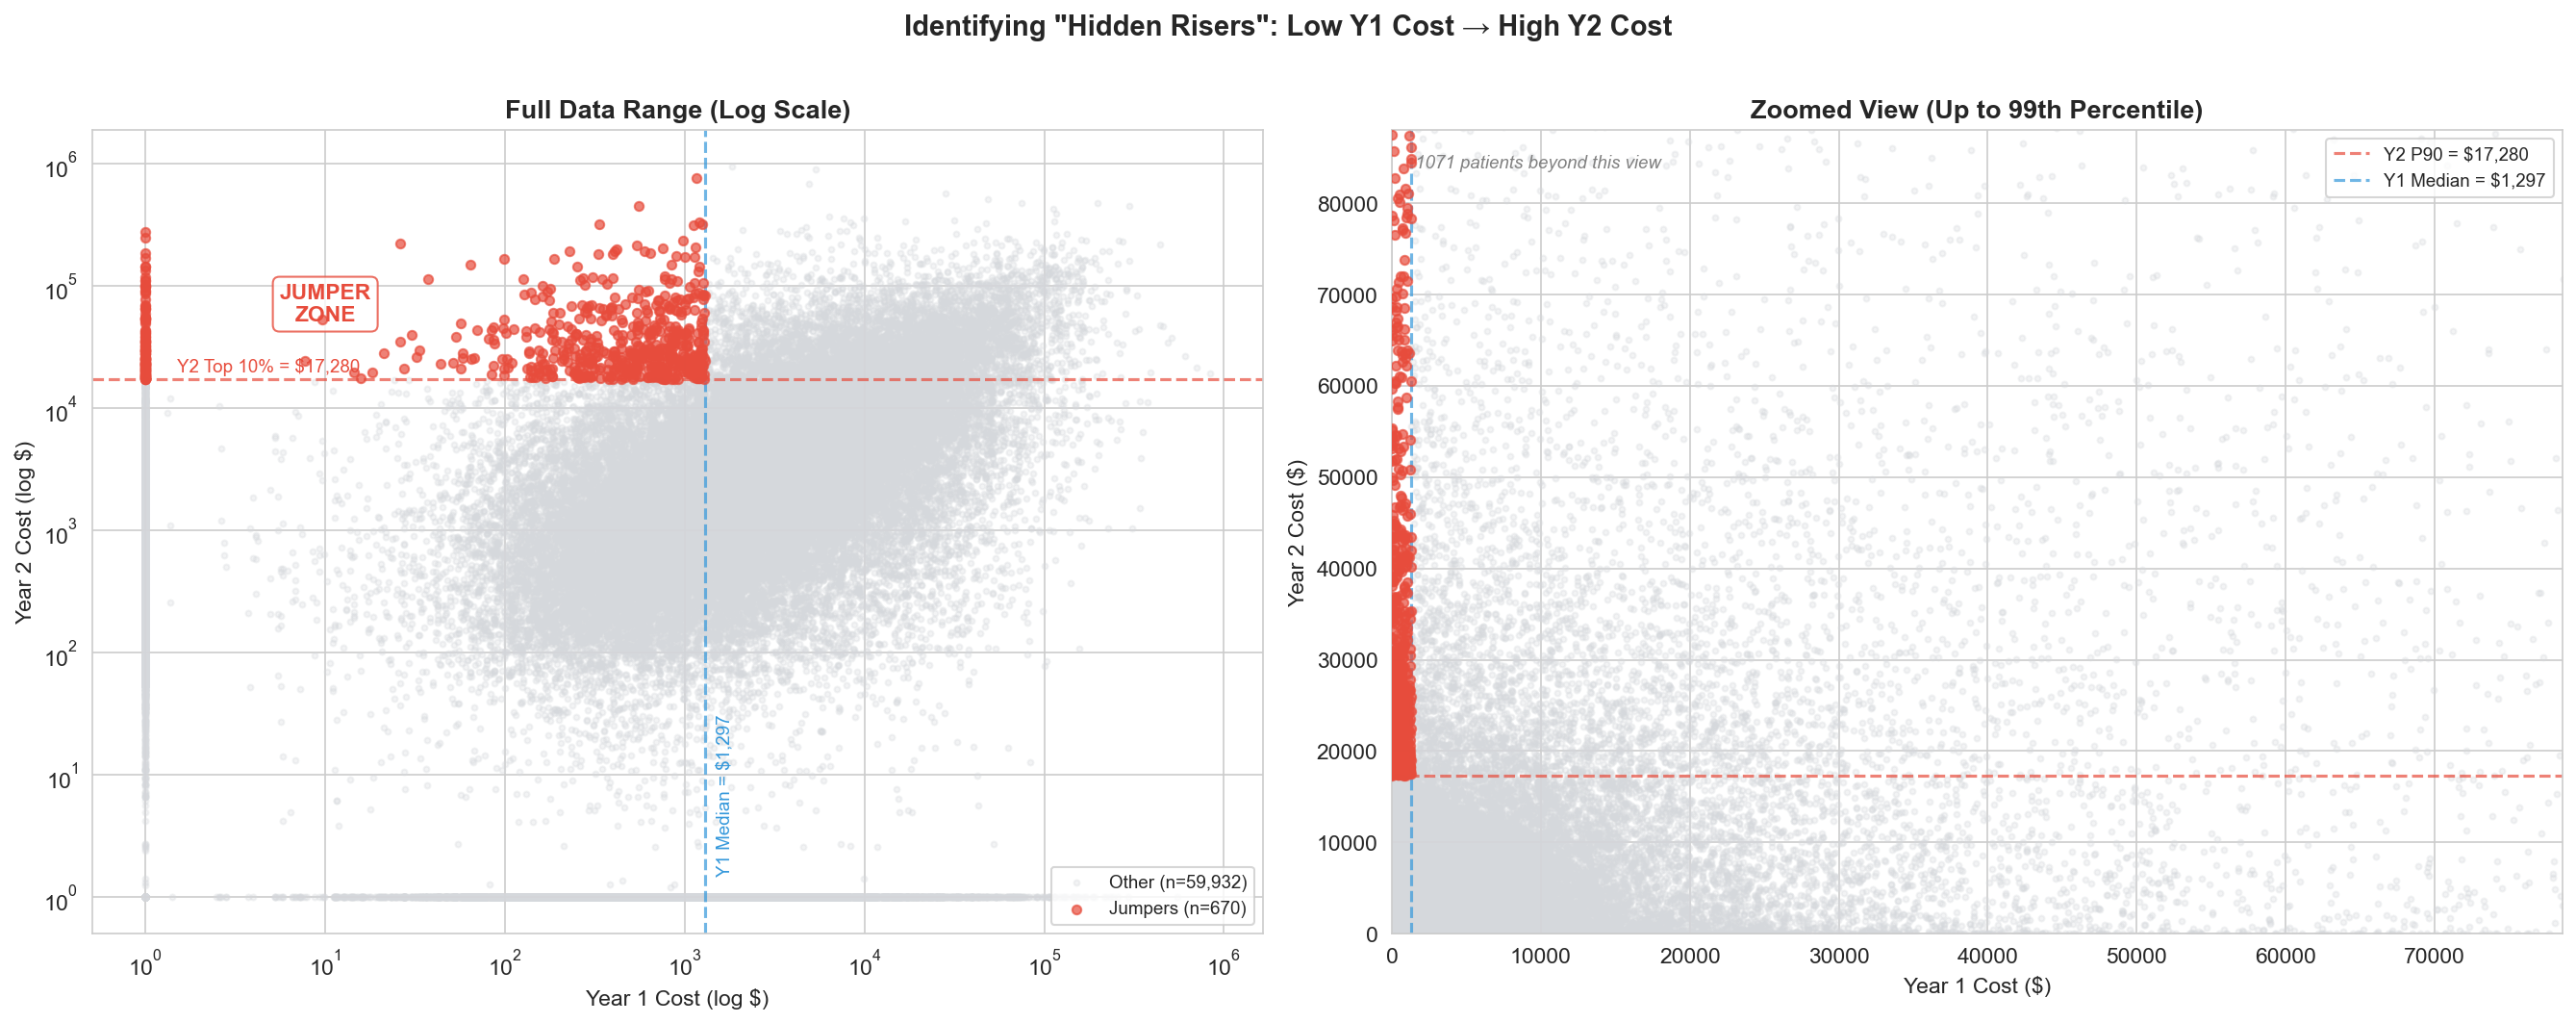 Identifying "Hidden Risers": Low Y1 Cost → High Y2 Cost
Full Data Range (Log Scale)
10^6
10^5
10^4
10^3
10^2
10^1
10^0
Year 2 Cost (log $)
JUMPER
ZONE
Y2 Top 10% = $17,280
Y1 Median = $1,297
Other (n=59,932)
Jumpers (n=670)
10^0 10^1 10^2 10^3 10^4 10^5 10^6
Year 1 Cost (log $)
Zoomed View (Up to 99th Percentile)
1071 patients beyond this view
Y2 P90 = $17,280
Y1 Median = $1,297
80000
70000
60000
50000
40000
30000
20000
10000
0
Year 2 Cost ($)
0 10000 20000 30000 40000 50000 60000 70000
Year 1 Cost ($)